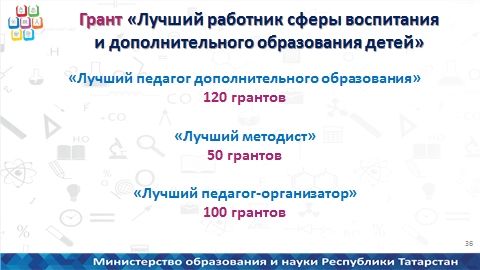 Грант «Лучший работник сферы воспитания
и дополнительного образования детей»
«Лучший педагог дополнительного образования»
120 грантов
«Лучший методист»
50 грантов
«Лучший педагог-организатор»
100 грантов
36
Министерство образования и науки Республики Татарстан